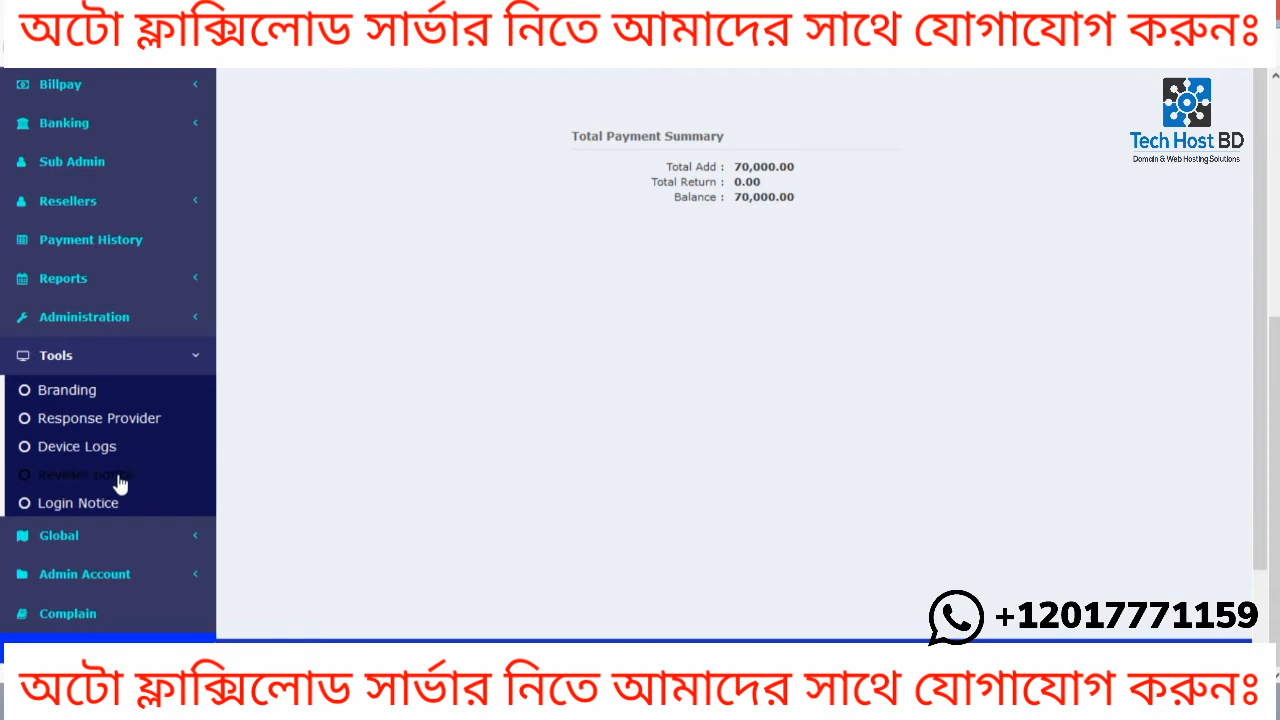 অটো ফ্লাক্সিলোড সার্ভার নিতে আমাদের সাথে যোগাযোগ করুনঃ
Billpay
Banking
Sub Admin
Resellers
Payment History
Reports
Administration
Tools
Branding
Response Provider
Device Logs
Login Notice
Global
Admin Account
Complain
Total Payment Summary
Total Add : 70,000.00
Total Return : 0.00
Balance : 70,000.00
Tech Host BD
Domain & Web Hosting Solutions
+12017771159
অটো ফ্লাক্সিলোড সার্ভার নিতে আমাদের সাথে যোগাযোগ করুনঃ